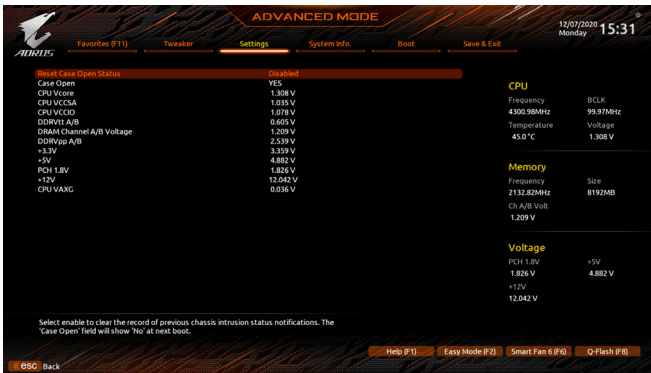 ADVANCED MODE
12/07/2020 Monday 15:31
AORUS
Favorites (F11) Tweaker Settings System Info. Boot Save & Exit
Reset Case Open Status Disabled
Case Open YES
CPU Vcore 1.308 V
CPU VCCSA 1.035 V
CPU VCCIO 1.078 V
DDRVtt A/B 0.605 V
DRAM Channel A/B Voltage 1.209 V
DDRVpp A/B 2.539 V
+3.3V 3.359 V
+5V 4.882 V
PCH 1.8V 1.826 V
+12V 12.042 V
CPU VAXG 0.036 V
CPU
Frequency BCLK
4300.98MHz 99.97MHz
Temperature Voltage
45.0°C 1.308 V
Memory
Frequency Size
2132.82MHz 8192MB
Ch A/B Volt
1.209 V
Voltage
PCH 1.8V +5V
1.826 V 4.882 V
+12V
12.042 V
Select enable to clear the record of previous chassis intrusion status notifications. The
'Case Open' field will show 'No' at next boot.
Help (F1) Easy Mode (F2) Smart Fan 6 (F6) Q-Flash (F8)
esc Back